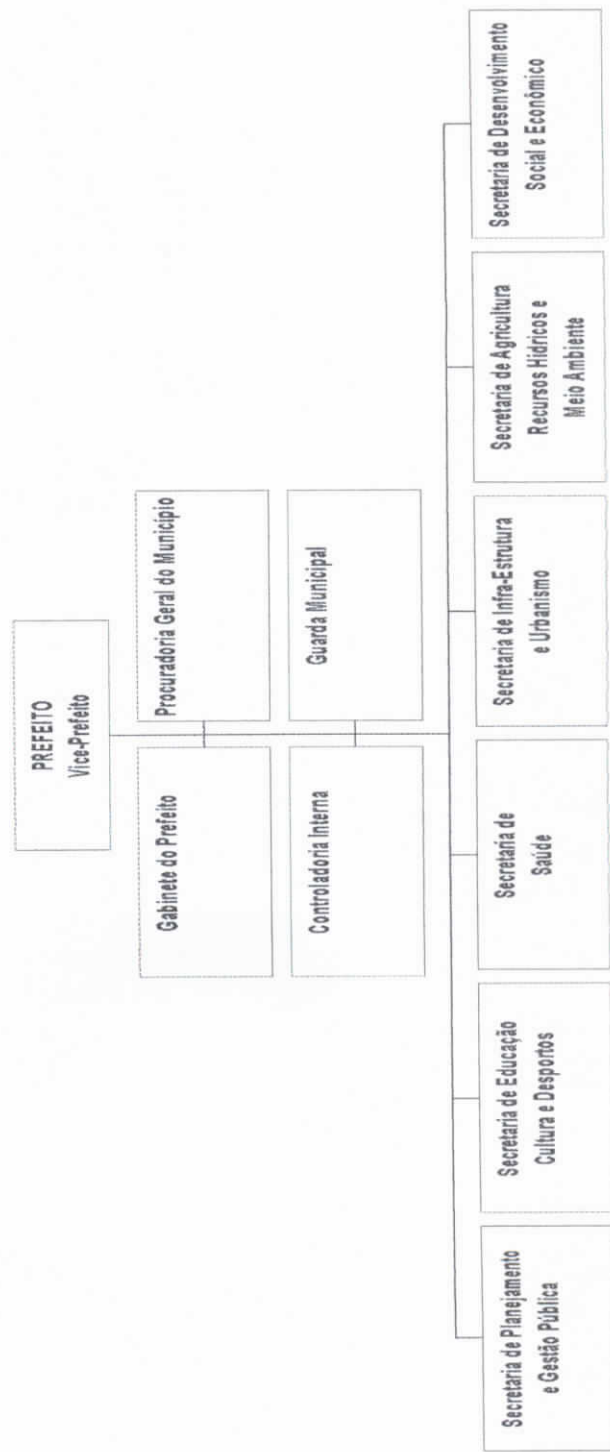 PREFEITO
Vice-Prefeito
Gabinete do Prefeito
Procuradoria Geral do Município
Controladoria Interna
Guarda Municipal
Secretaria de Planejamento
e Gestão Pública
Secretaria de Educação
Cultura e Desportos
Secretaria de
Saúde
Secretaria de Infra-Estrutura
e Urbanismo
Secretaria de Agricultura
Recursos Hídricos e
Meio Ambiente
Secretaria de Desenvolvimento
Social e Econômico